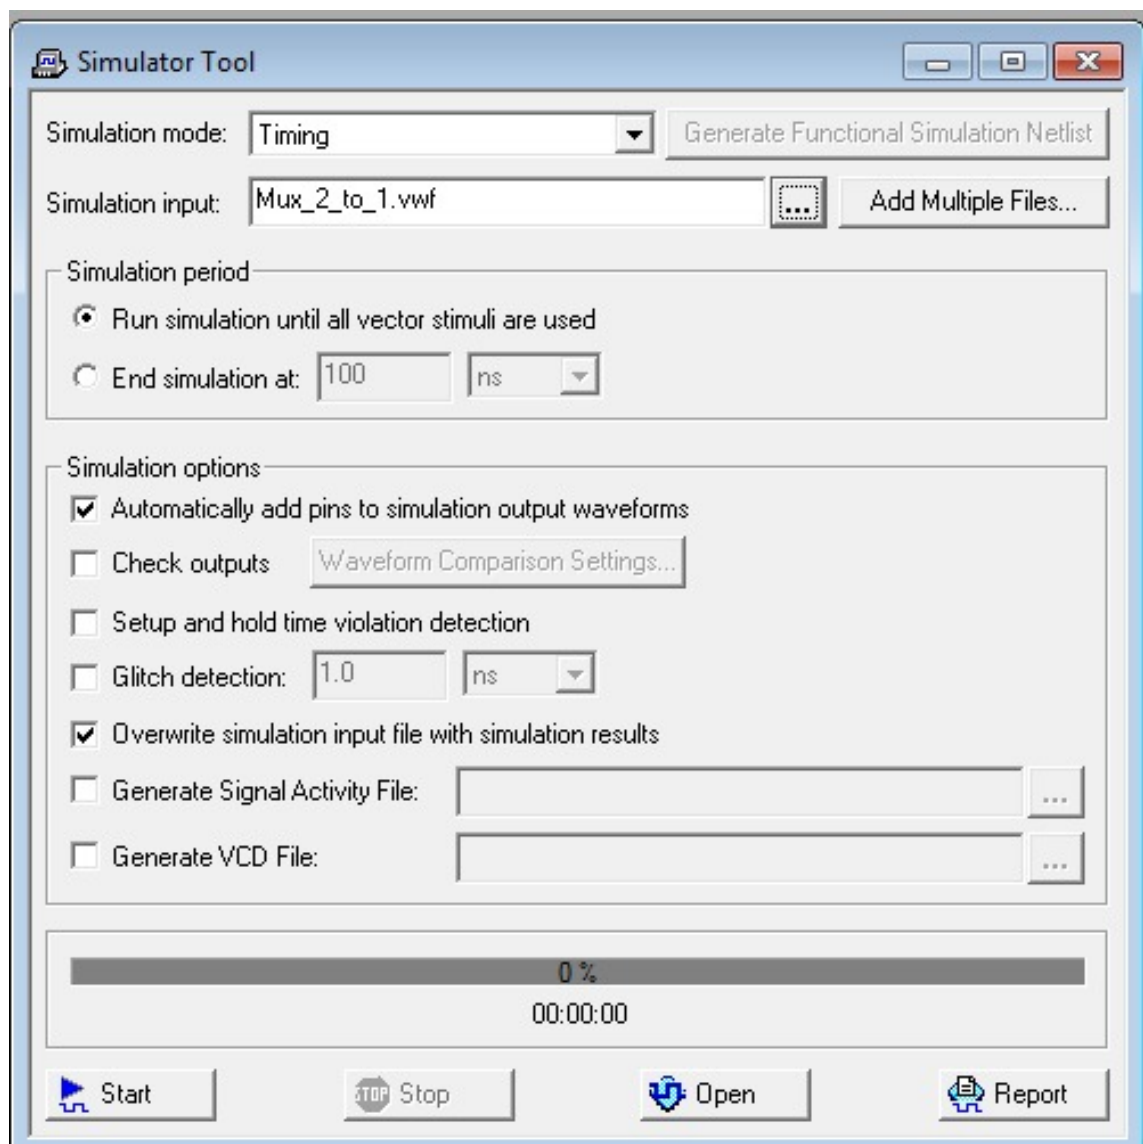 Simulator Tool
Simulation mode: Timing Generate Functional Simulation Netlist
Simulation input: Mux_2_to_1.vwf ... Add Multiple Files...
Simulation period
Run simulation until all vector stimuli are used
End simulation at: 100 ns
Simulation options
Automatically add pins to simulation output waveforms
Check outputs Waveform Comparison Settings...
Setup and hold time violation detection
Glitch detection: 1.0 ns
Overwrite simulation input file with simulation results
Generate Signal Activity File: ...
Generate VCD File: ...
0 %
00:00:00
Start STOP Stop Open Report